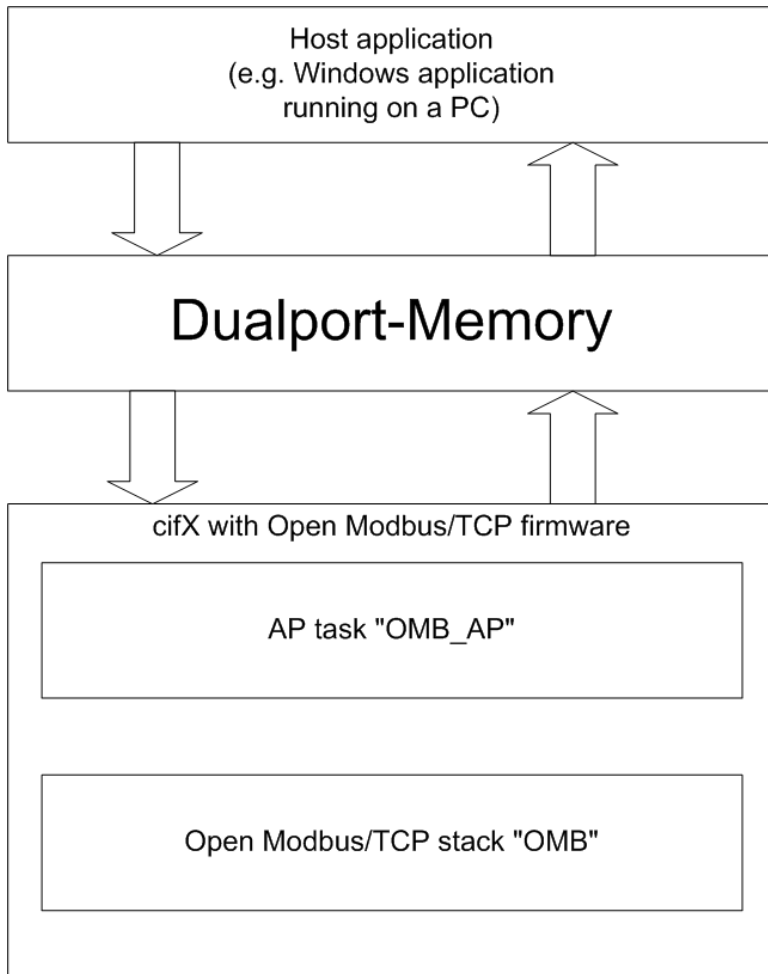 Host application
(e.g. Windows application
running on a PC)
Dualport-Memory
cifX with Open Modbus/TCP firmware
AP task "OMB_AP"
Open Modbus/TCP stack "OMB"